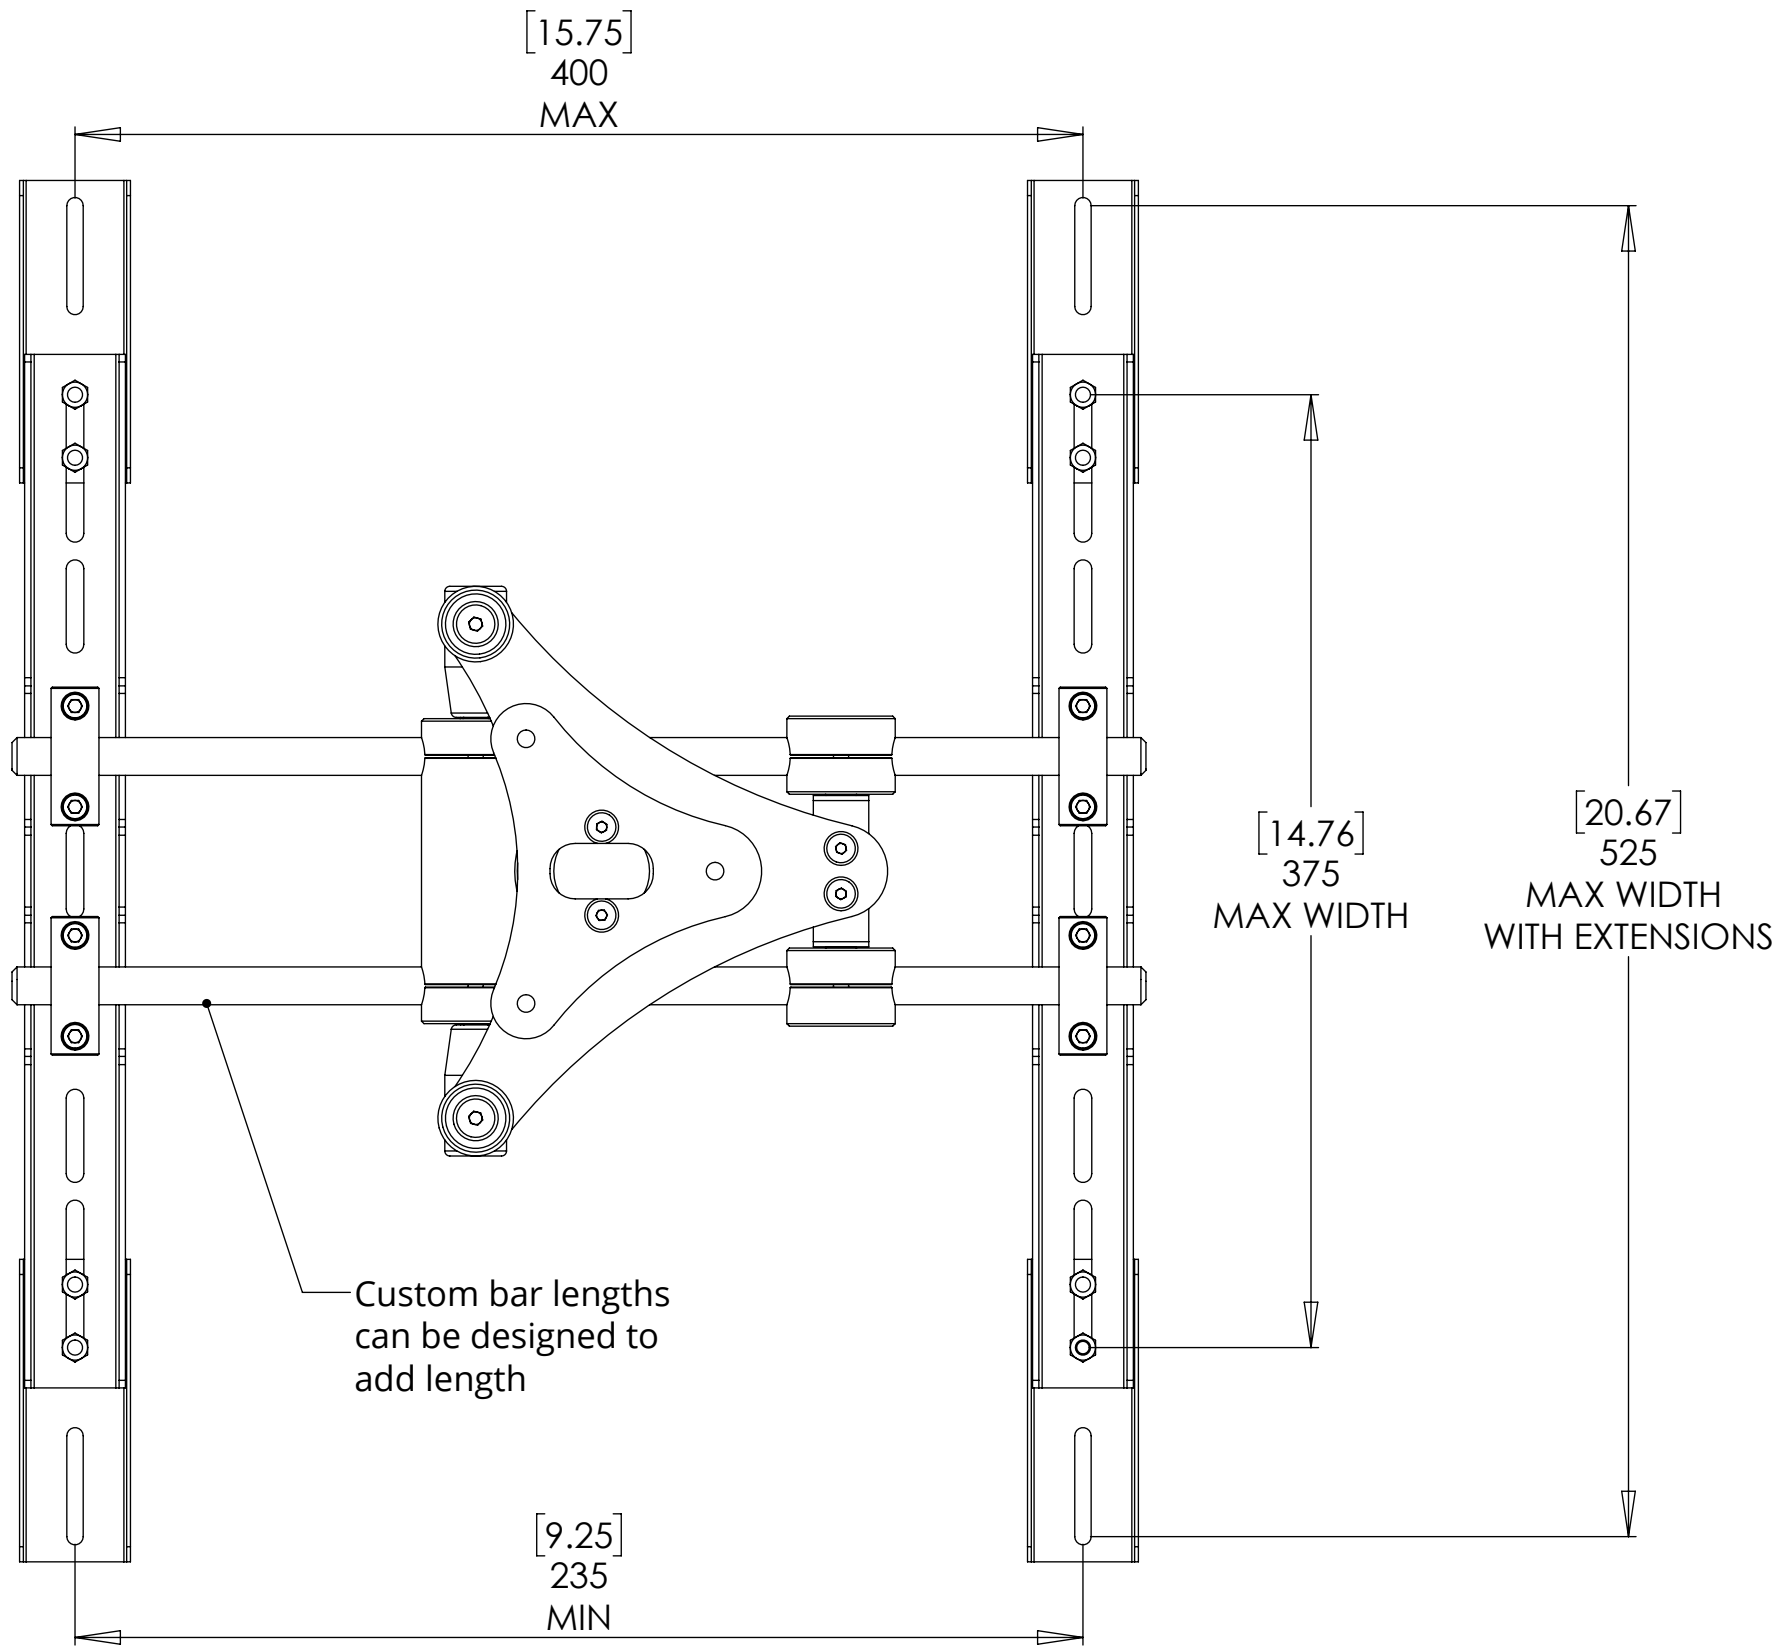 [15.75]
400
MAX
[14.76]
375
MAX WIDTH
[20.67]
525
MAX WIDTH
WITH EXTENSIONS
Custom bar lengths
can be designed to
add length
[9.25]
235
MIN